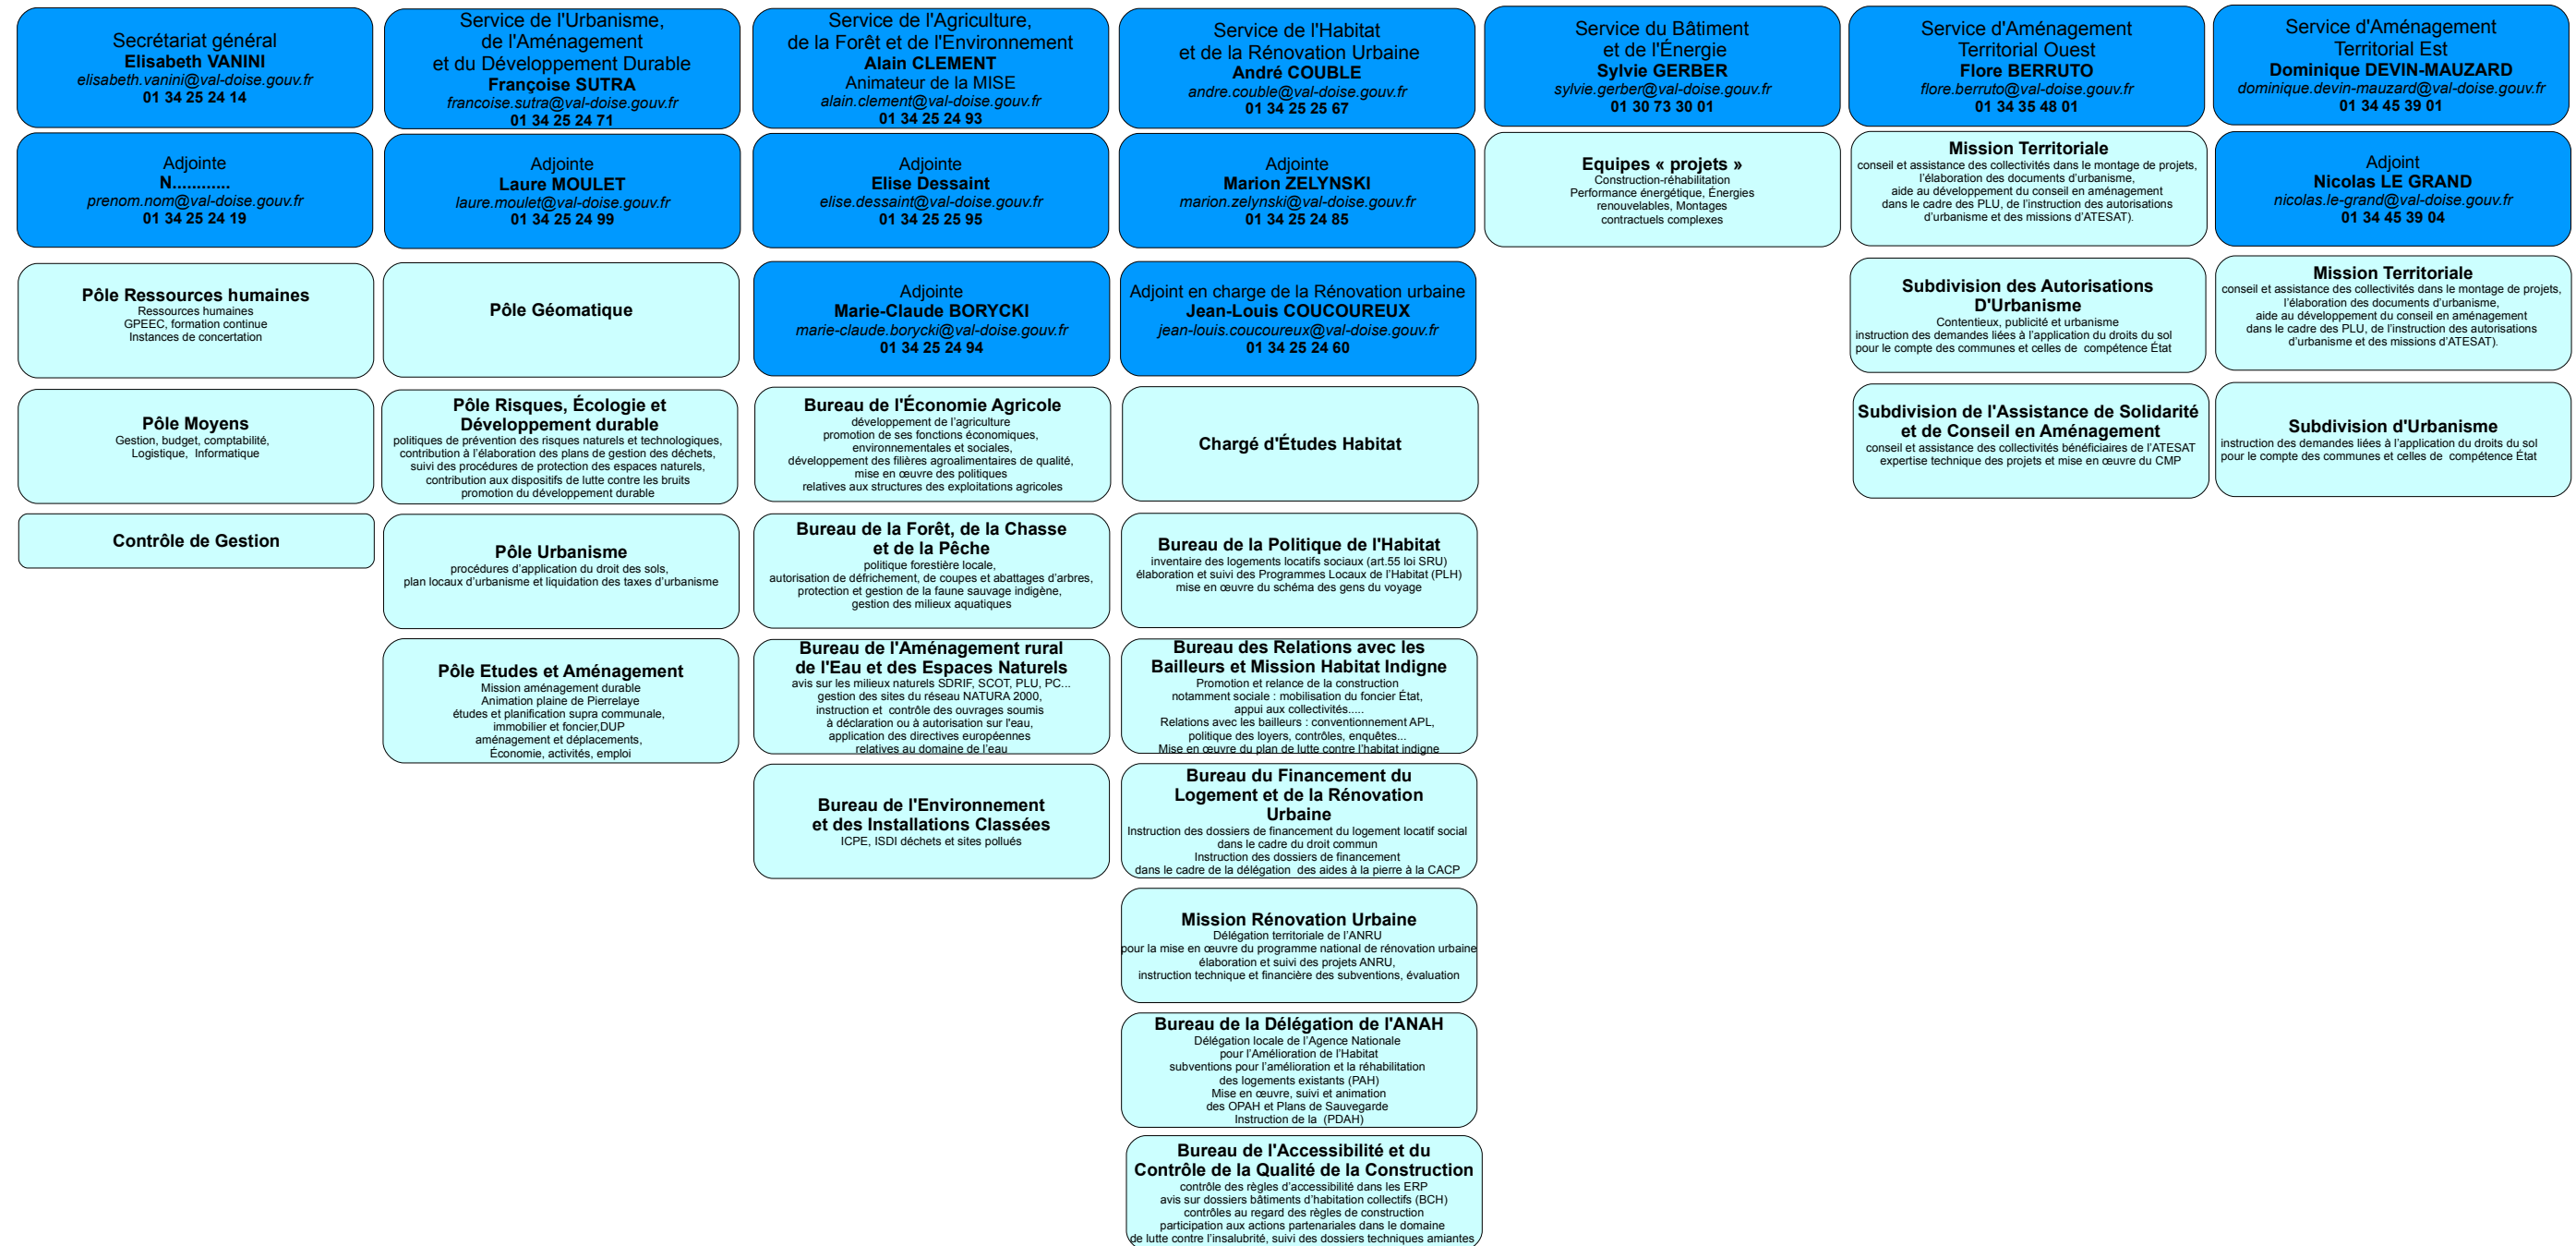 Secrétariat général
Elisabeth VANINI
elisabeth.vanini@val-doise.gouv.fr
01 34 25 24 14
Adjointe
N............
prenom.nom@val-doise.gouv.fr
01 34 25 24 19
Pôle Ressources humaines
Ressources humaines
GPEEC, formation continue
Instances de concertation
Pôle Moyens
Gestion, budget, comptabilité,
Logistique, Informatique
Contrôle de Gestion
Service de l'Urbanisme,
de l'Aménagement
et du Développement Durable
Françoise SUTRA
francoise.sutra@val-doise.gouv.fr
01 34 25 24 71
Adjointe
Laure MOULET
laure.moulet@val-doise.gouv.fr
01 34 25 24 99
Pôle Géomatique
Pôle Risques, Écologie et
Développement durable
politiques de prévention des risques naturels et technologiques,
contribution à l'élaboration des plans de gestion des déchets,
suivi des procédures de protection des espaces naturels,
contribution aux dispositifs de lutte contre les bruits
promotion du développement durable
Pôle Urbanisme
procédures d'application du droit des sols,
plan locaux d'urbanisme et liquidation des taxes d'urbanisme
Pôle Etudes et Aménagement
Mission aménagement durable
Animation plaine de Pierrelaye
études et planification supra communale,
immobilier et foncier,DUP
aménagement et déplacements,
Économie, activités, emploi
Service de l'Agriculture,
de la Forêt et de l'Environnement
Alain CLEMENT
Animateur de la MISE
alain.clement@val-doise.gouv.fr
01 34 25 24 93
Adjointe
Elise Dessaint
elise.dessaint@val-doise.gouv.fr
01 34 25 25 95
Adjointe
Marie-Claude BORYCKI
marie-claude.borycki@val-doise.gouv.fr
01 34 25 24 94
Bureau de l'Économie Agricole
développement de l'agriculture
promotion de ses fonctions économiques,
environnementales et sociales,
développement des filières agroalimentaires de qualité,
mise en œuvre des politiques
relatives aux structures des exploitations agricoles
Bureau de la Forêt, de la Chasse
et de la Pêche
politique forestière locale,
autorisation de défrichement, de coupes et abattages d'arbres,
protection et gestion de la faune sauvage indigène,
gestion des milieux aquatiques
Bureau de l'Aménagement rural
de l'Eau et des Espaces Naturels
avis sur les milieux naturels SDRIF, SCOT, PLU, PC...
gestion des sites du réseau NATURA 2000,
instruction et contrôle des ouvrages soumis
à déclaration ou à autorisation sur l'eau,
application des directives européennes
relatives au domaine de l'eau
Bureau de l'Environnement
et des Installations Classées
ICPE, ISDI déchets et sites pollués
Service de l'Habitat
et de la Rénovation Urbaine
André COUBLE
andre.couble@val-doise.gouv.fr
01 34 25 25 67
Adjointe
Marion ZELYNSKI
marion.zelynski@val-doise.gouv.fr
01 34 25 24 85
Adjoint en charge de la Rénovation urbaine
Jean-Louis COUCOUREUX
jean-louis.coucoureux@val-doise.gouv.fr
01 34 25 24 60
Chargé d'Études Habitat
Bureau de la Politique de l'Habitat
inventaire des logements locatifs sociaux (art.55 loi SRU)
élaboration et suivi des Programmes Locaux de l'Habitat (PLH)
mise en œuvre du schéma des gens du voyage
Bureau des Relations avec les
Bailleurs et Mission Habitat Indigne
Promotion et relance de la construction
notamment sociale : mobilisation du foncier État,
appui aux collectivités.....
Relations avec les bailleurs : conventionnement APL,
politique des loyers, contrôles, enquêtes...
Mise en œuvre du plan de lutte contre l'habitat indigne
Bureau du Financement du
Logement et de la Rénovation
Urbaine
Instruction des dossiers de financement du logement locatif social
dans le cadre du droit commun
Instruction des dossiers de financement
dans le cadre de la délégation des aides à la pierre à la CACP
Mission Rénovation Urbaine
Délégation territoriale de l'ANRU
pour la mise en œuvre du programme national de rénovation urbaine
élaboration et suivi des projets ANRU,
instruction technique et financière des subventions, évaluation
Bureau de la Délégation de l'ANAH
Délégation locale de l'Agence Nationale
pour l'Amélioration de l'Habitat
subventions pour l'amélioration et la réhabilitation
des logements existants (PAH)
Mise en œuvre, suivi et animation
des OPAH et Plans de Sauvegarde
Instruction de la (PDAH)
Bureau de l'Accessibilité et du
Contrôle de la Qualité de la Construction
contrôle des règles d'accessibilité dans les ERP
avis sur dossiers bâtiments d'habitation collectifs (BCH)
contrôles au regard des règles de construction
participation aux actions partenariales dans le domaine
de lutte contre l'insalubrité, suivi des dossiers techniques amiantes
Service du Bâtiment
et de l'Énergie
Sylvie GERBER
sylvie.gerber@val-doise.gouv.fr
01 30 73 30 01
Equipes « projets »
Construction-réhabilitation
Performance énergétique, Énergies
renouvelables, Montages
contractuels complexes
Service d'Aménagement
Territorial Ouest
Flore BERRUTO
flore.berruto@val-doise.gouv.fr
01 34 35 48 01
Mission Territoriale
conseil et assistance des collectivités dans le montage de projets,
l'élaboration des documents d'urbanisme,
aide au développement du conseil en aménagement
dans le cadre des PLU, de l'instruction des autorisations
d'urbanisme et des missions d'ATESAT).
Subdivision des Autorisations
D'Urbanisme
Contentieux, publicité et urbanisme
instruction des demandes liées à l'application du droits du sol
pour le compte des communes et celles de compétence État
Subdivision de l'Assistance de Solidarité
et de Conseil en Aménagement
conseil et assistance des collectivités bénéficiaires de l'ATESAT
expertise technique des projets et mise en œuvre du CMP
Service d'Aménagement
Territorial Est
Dominique DEVIN-MAUZARD
dominique.devin-mauzard@val-doise.gouv.fr
01 34 45 39 01
Adjoint
Nicolas LE GRAND
nicolas.le-grand@val-doise.gouv.fr
01 34 45 39 04
Mission Territoriale
conseil et assistance des collectivités dans le montage de projets,
l'élaboration des documents d'urbanisme,
aide au développement du conseil en aménagement
dans le cadre des PLU, de l'instruction des autorisations
d'urbanisme et des missions d'ATESAT).
Subdivision d'Urbanisme
instruction des demandes liées à l'application du droits du sol
pour le compte des communes et celles de compétence État